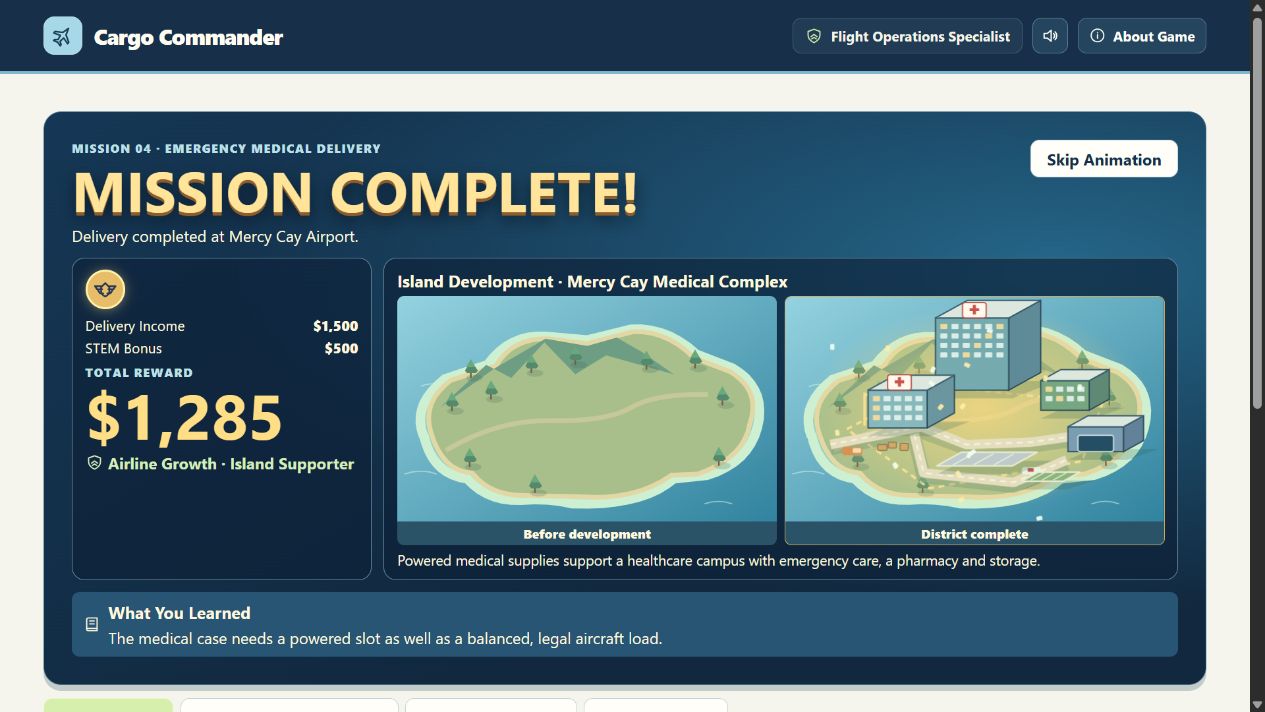 Cargo Commander
Flight Operations Specialist
About Game
MISSION 04 · EMERGENCY MEDICAL DELIVERY
Skip Animation
MISSION COMPLETE!
Delivery completed at Mercy Cay Airport.
Delivery Income $1,500
STEM Bonus $500
TOTAL REWARD
$1,285
Airline Growth · Island Supporter
Island Development · Mercy Cay Medical Complex
Before development
District complete
Powered medical supplies support a healthcare campus with emergency care, a pharmacy and storage.
What You Learned
The medical case needs a powered slot as well as a balanced, legal aircraft load.